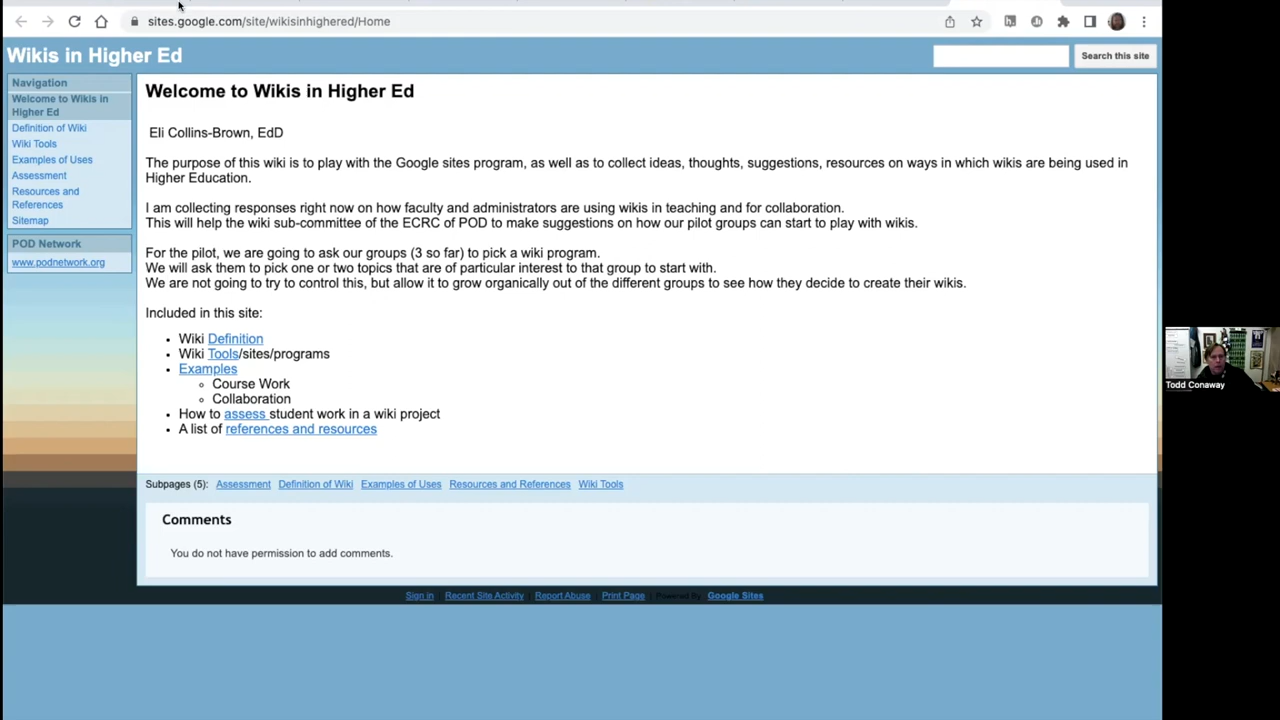 sites.google.com/site/wikisinhighered/Home
Wikis in Higher Ed
Search this site
Navigation
Welcome to Wikis in
Higher Ed
Definition of Wiki
Wiki Tools
Examples of Uses
Assessment
Resources and
References
Sitemap
POD Network
www.podnetwork.org
Welcome to Wikis in Higher Ed
Eli Collins-Brown, EdD
The purpose of this wiki is to play with the Google sites program, as well as to collect ideas, thoughts, suggestions, resources on ways in which wikis are being used in
Higher Education.
I am collecting responses right now on how faculty and administrators are using wikis in teaching and for collaboration.
This will help the wiki sub-committee of the ECRC of POD to make suggestions on how our pilot groups can start to play with wikis.
For the pilot, we are going to ask our groups (3 so far) to pick a wiki program.
We will ask them to pick one or two topics that are of particular interest to that group to start with.
We are not going to try to control this, but allow it to grow organically out of the different groups to see how they decide to create their wikis.
Included in this site:
Wiki Definition
Wiki Tools/sites/programs
Examples
Course Work
Collaboration
How to assess student work in a wiki project
A list of references and resources
Subpages (5): Assessment Definition of Wiki Examples of Uses Resources and References Wiki Tools
Comments
You do not have permission to add comments.
Sign in | Recent Site Activity | Report Abuse | Print Page | Powered By Google Sites
Todd Conaway